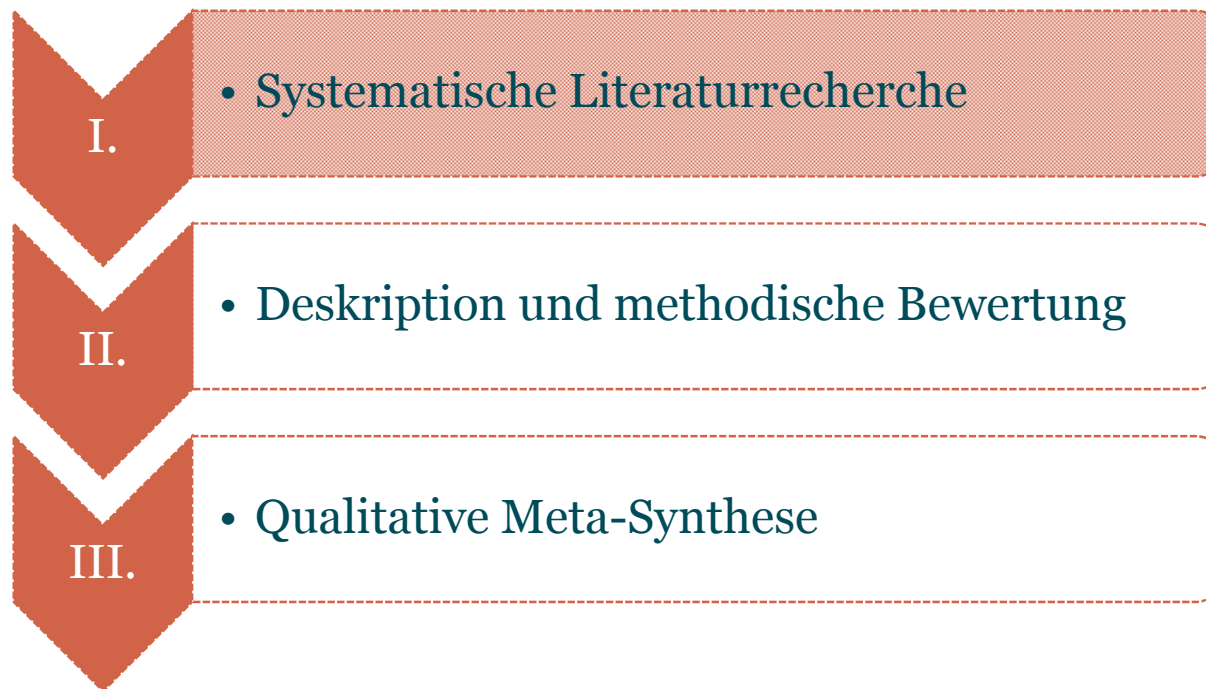 I.
• Systematische Literaturrecherche
II.
• Deskription und methodische Bewertung
III.
• Qualitative Meta-Synthese